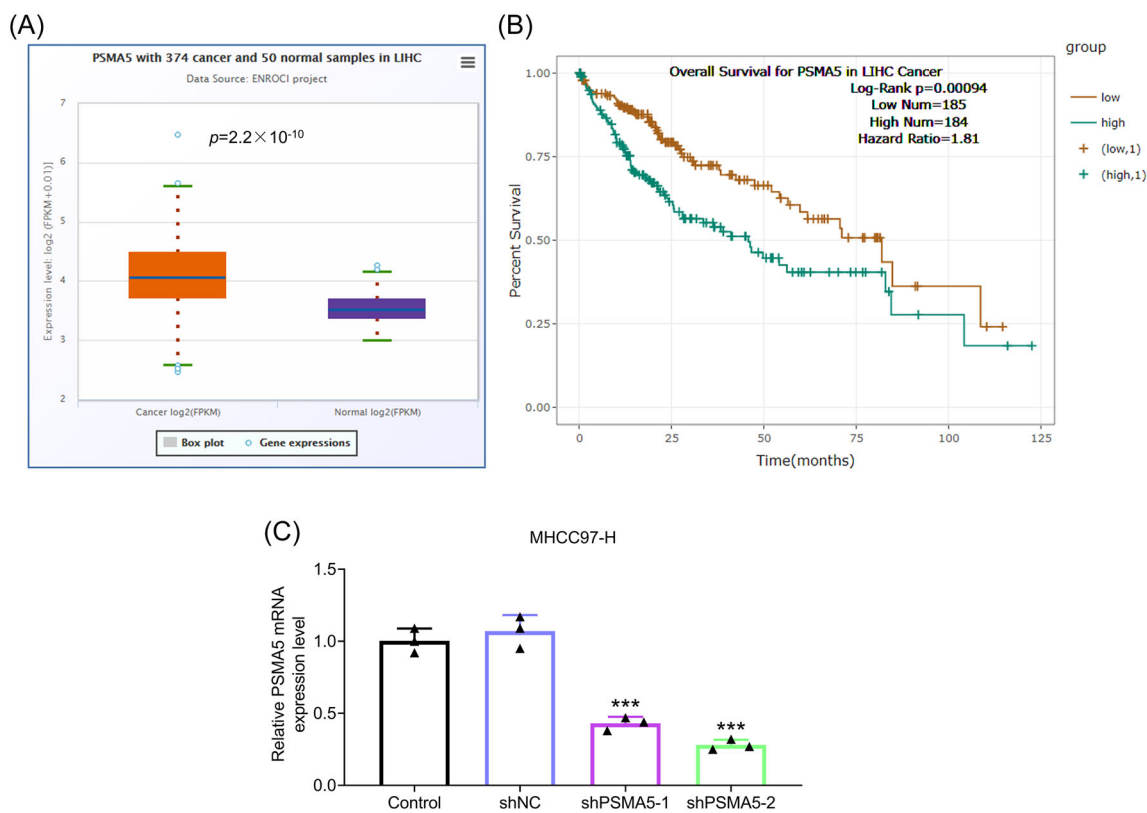 (A)
PSMA5 with 374 cancer and 50 normal samples in LIHC
Data Source: ENROCI project
p=2.2×10-10
Expression level: log2 (FPKM+0.01)]
7
6
5
4
3
2
Cancer log2(FPKM)
Normal log2(FPKM)
Box plot
Gene expressions
(B)
Overall Survival for PSMA5 in LIHC Cancer
Log-Rank p=0.00094
Low Num=185
High Num=184
Hazard Ratio=1.81
Percent Survival
1.00
0.75
0.50
0.25
0.00
0
25
50
75
100
125
Time(months)
group
low
high
(low,1)
(high,1)
(C)
MHCC97-H
Relative PSMA5 mRNA
expression level
1.5
1.0
0.5
0.0
***
***
Control
shNC
shPSMA5-1
shPSMA5-2